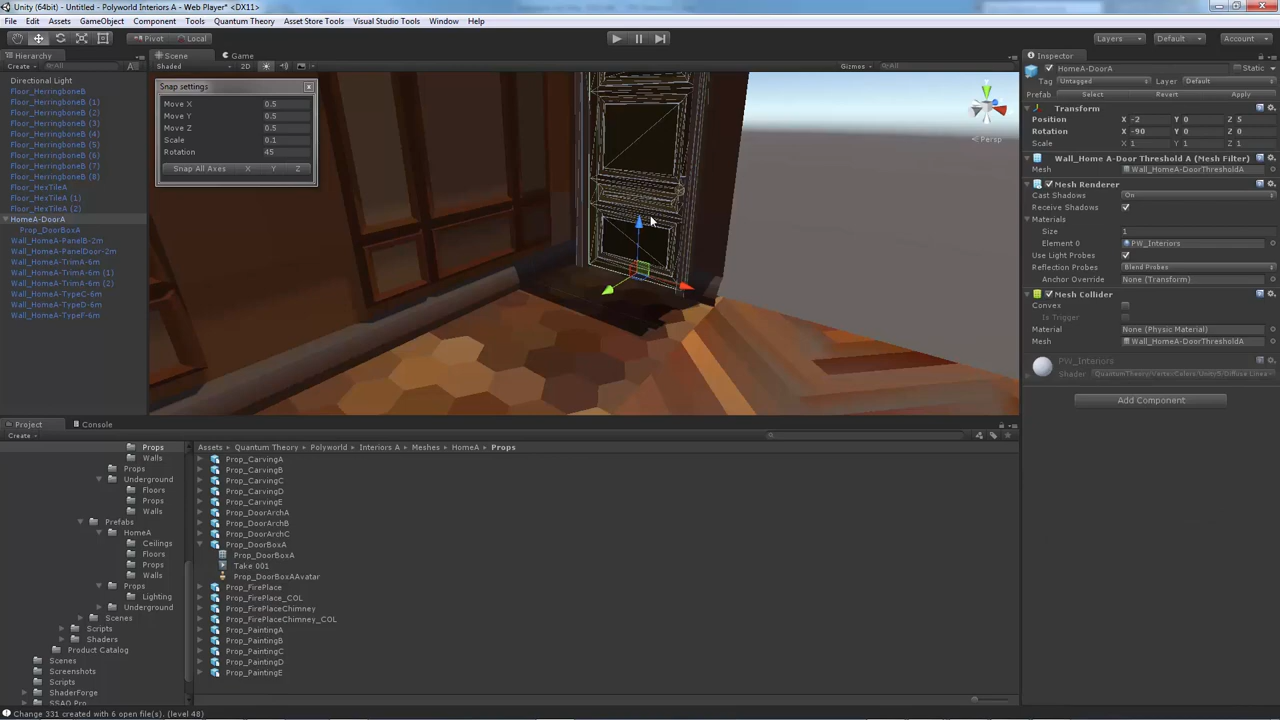 Unity (64bit) - Untitled - Polyworld Interiors A - Web Player* <DX11>
File Edit Assets GameObject Component Tools Quantum Theory Asset Store Tools Visual Studio Tools Window Help
Pivot Local Layers Default Account
Hierarchy
Create All
Directional Light
Floor_HerringboneB
Floor_HerringboneB (1)
Floor_HerringboneB (2)
Floor_HerringboneB (3)
Floor_HerringboneB (4)
Floor_HerringboneB (5)
Floor_HerringboneB (6)
Floor_HerringboneB (7)
Floor_HerringboneB (8)
Floor_HexTileA
Floor_HexTileA (1)
Floor_HexTileA (2)
HomeA-DoorA
Prop_DoorBoxA
Wall_HomeA-PanelB-2m
Wall_HomeA-PanelDoor-2m
Wall_HomeA-TrimA-6m
Wall_HomeA-TrimA-6m (1)
Wall_HomeA-TrimA-6m (2)
Wall_HomeA-TypeC-6m
Wall_HomeA-TypeD-6m
Wall_HomeA-TypeF-6m
Scene Game
Shaded 2D Gizmos All
Snap settings x
Move X 0.5
Move Y 0.5
Move Z 0.5
Scale 0.1
Rotation 45
Snap All Axes X Y Z
Persp
Inspector
HomeA-DoorA Static
Tag Untagged Layer Default
Prefab Select Revert Apply
Transform
Position X -2 Y 0 Z 5
Rotation X -90 Y 0 Z 0
Scale X 1 Y 1 Z 1
Wall_Home A-Door Threshold A (Mesh Filter)
Mesh Wall_HomeA-DoorThresholdA
Mesh Renderer
Cast Shadows On
Receive Shadows
Materials
Size 1
Element 0 PW_Interiors
Use Light Probes
Reflection Probes Blend Probes
Anchor Override None (Transform)
Mesh Collider
Convex
Is Trigger
Material None (Physic Material)
Mesh Wall_HomeA-DoorThresholdA
PW_Interiors
Shader QuantumTheory/VertexColors/Unity5/Diffuse Linea
Add Component
Project Console
Create
Props
Walls
Props
Underground
Floors
Props
Walls
Prefabs
HomeA
Ceilings
Floors
Props
Walls
Props
Lighting
Underground
Scenes
Scripts
Shaders
Product Catalog
Scenes
Screenshots
Scripts
ShaderForge
SSAO Pro
Assets Quantum Theory Polyworld Interiors A Meshes HomeA Props
Prop_CarvingA
Prop_CarvingB
Prop_CarvingC
Prop_CarvingD
Prop_CarvingE
Prop_DoorArchA
Prop_DoorArchB
Prop_DoorArchC
Prop_DoorBoxA
Prop_DoorBoxA
Take 001
Prop_DoorBoxAAvatar
Prop_FirePlace
Prop_FirePlace_COL
Prop_FirePlaceChimney
Prop_FirePlaceChimney_COL
Prop_PaintingA
Prop_PaintingB
Prop_PaintingC
Prop_PaintingD
Prop_PaintingE
Change 331 created with 6 open file(s). (level 48)